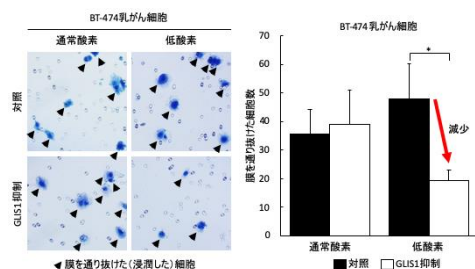 BT-474乳がん細胞
通常酸素
低酸素
対照
GLIS1抑制
膜を通り抜けた(浸潤した)細胞
BT-474乳がん細胞
膜を通り抜けた細胞数
70
60
50
40
30
20
10
0
*
減少
通常酸素
低酸素
対照
GLIS1抑制